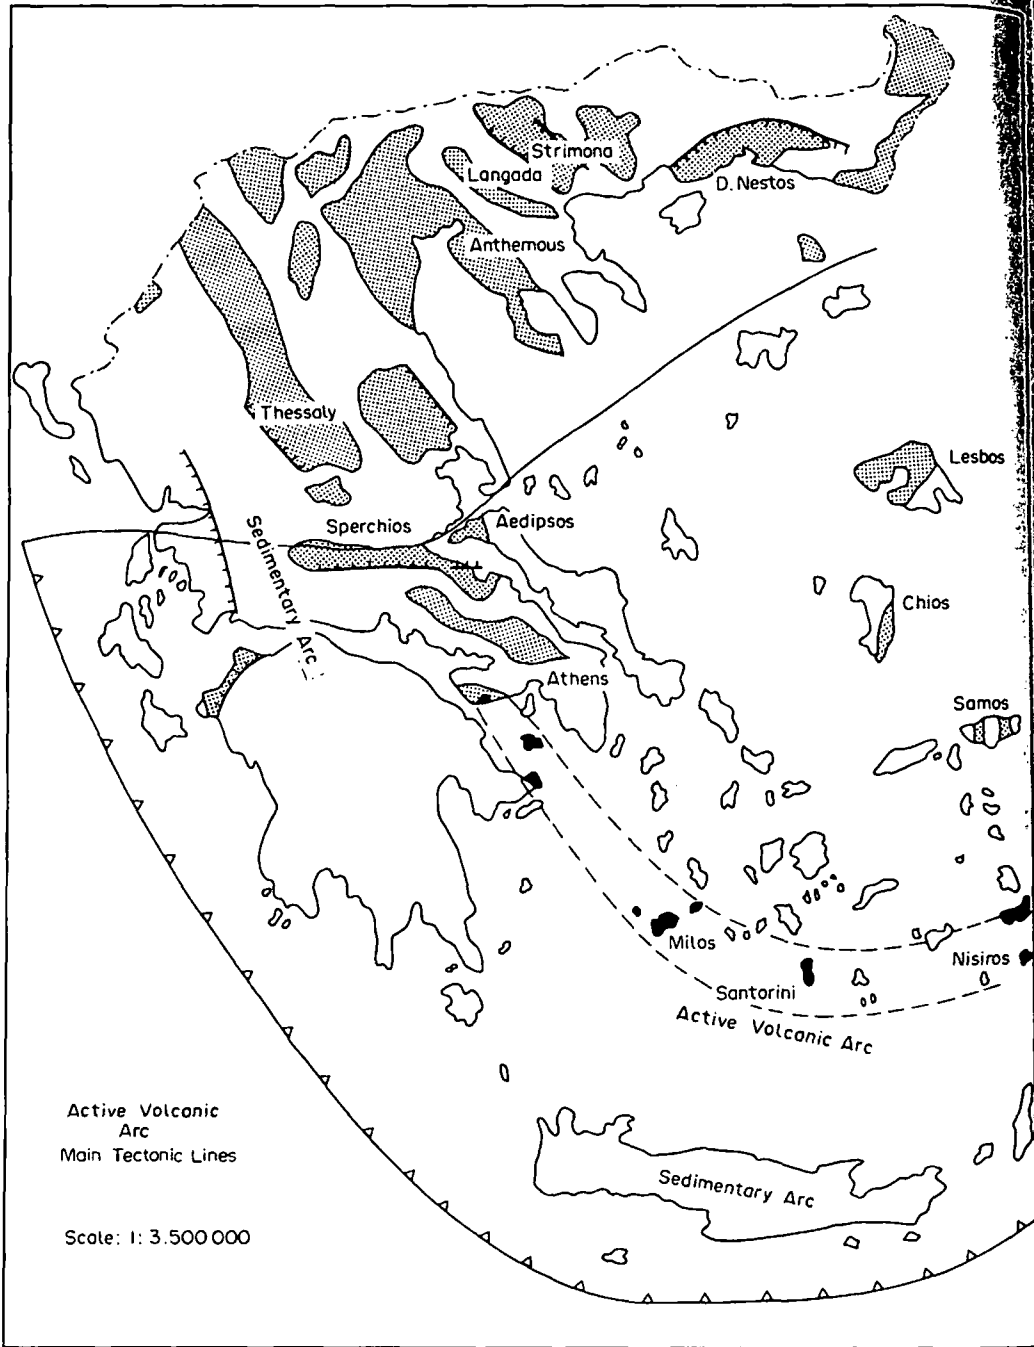 Strimona
Langada
D. Nestos
Anthemous
Thessaly
Lesbos
Sperchios
Aedipsos
Sedimentary Arc
Chios
Athens
Samos
Milos
Nisiros
Santorini
Active Volcanic Arc
Active Volcanic
Arc
Main Tectonic Lines
Sedimentary Arc
Scale: 1: 3.500 000